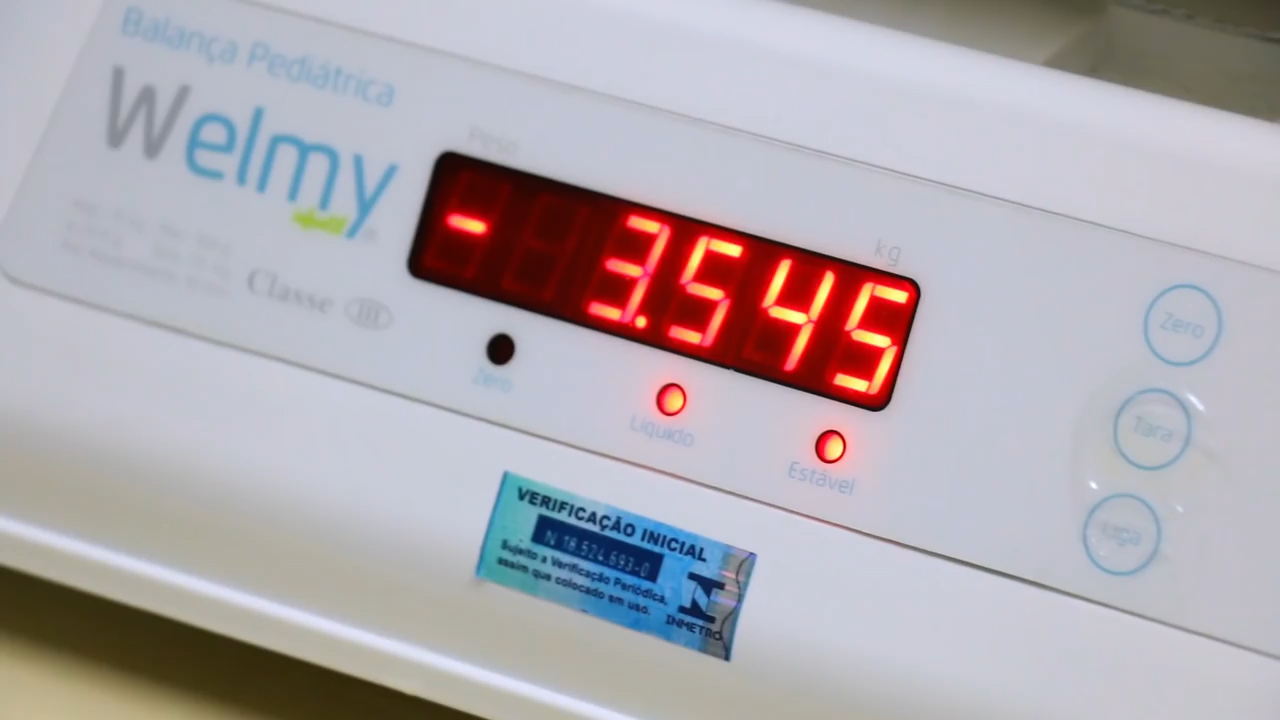 Balança Pediátrica
Welmy
Classe III
Peso
kg
- 3.545
Zero
Líquido
Estável
Zero
Tara
Liga
VERIFICAÇÃO INICIAL
N 18.524.693-0
Sujeito a Verificação Periódica,
assim que colocado em uso.
N
INMETRO